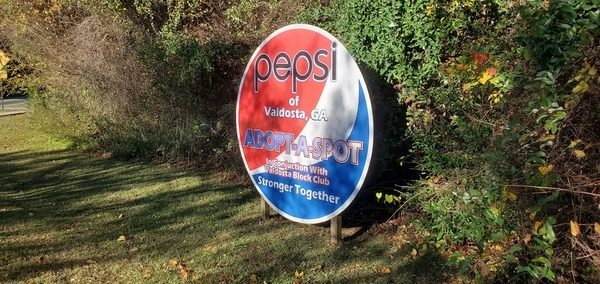 pepsi
of
Valdosta, GA
ADOPT-A-SPOT
In Conjunction With
Valdosta Block Club
Stronger Together